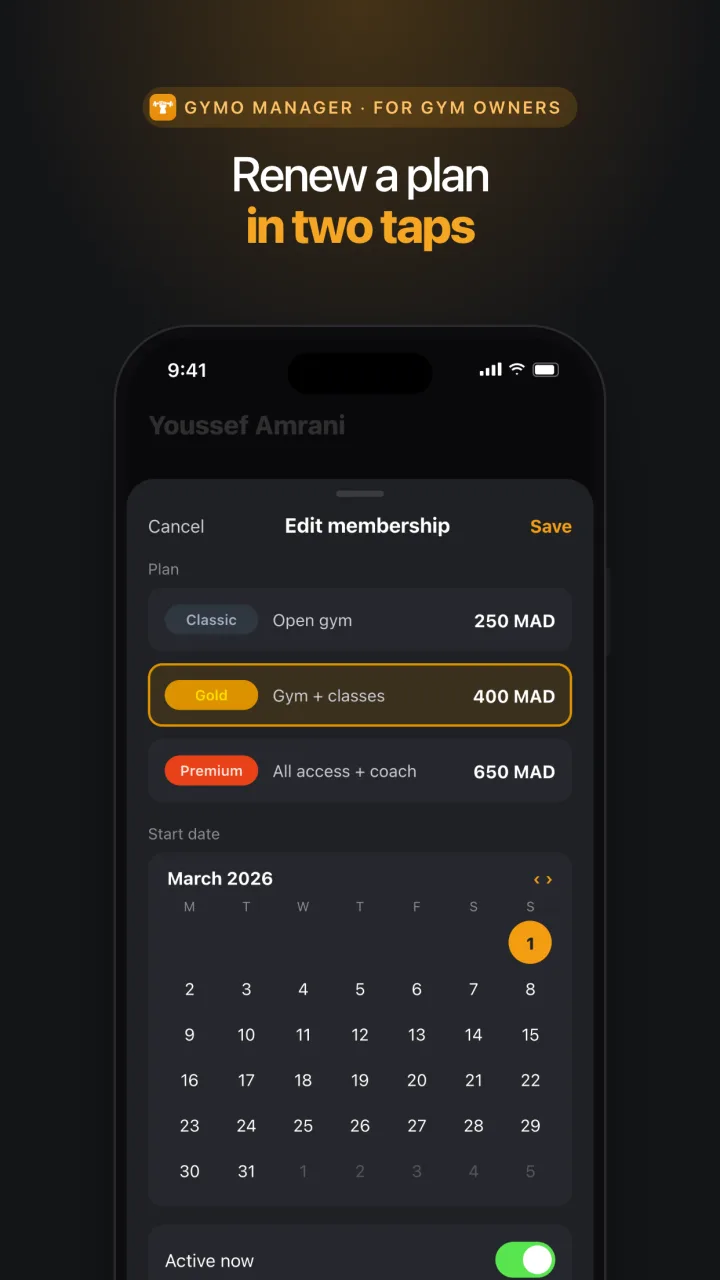 GYMO MANAGER · FOR GYM OWNERS
Renew a plan
in two taps
9:41
Youssef Amrani
Cancel Edit membership Save
Plan
Classic Open gym 250 MAD
Gold Gym + classes 400 MAD
Premium All access + coach 650 MAD
Start date
March 2026 ‹ ›
M T W T F S S
1
2 3 4 5 6 7 8
9 10 11 12 13 14 15
16 17 18 19 20 21 22
23 24 25 26 27 28 29
30 31 1 2 3 4 5
Active now